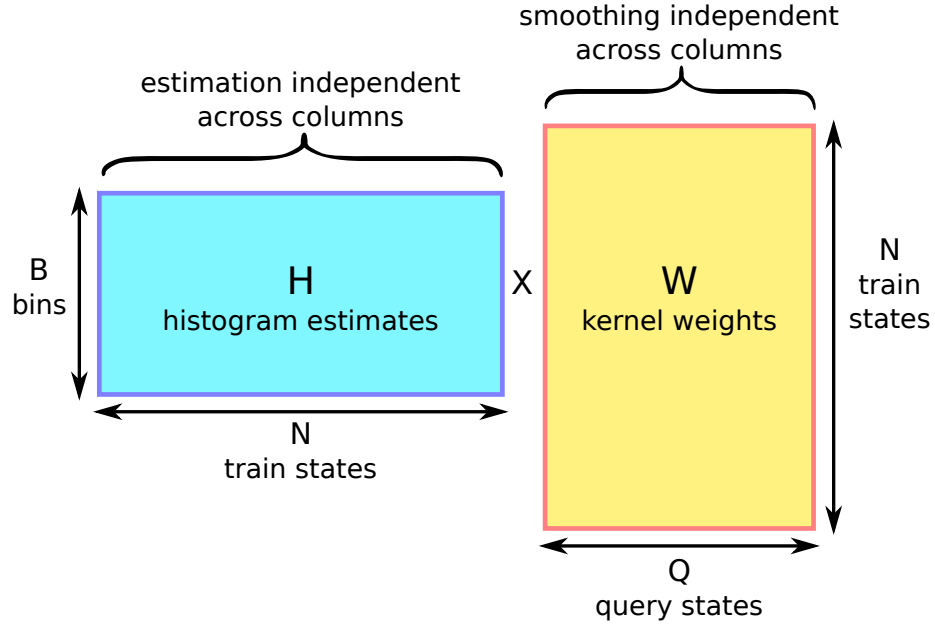 smoothing independent
across columns
estimation independent
across columns
B
bins
H
histogram estimates
X
W
kernel weights
N
train
states
N
train states
Q
query states